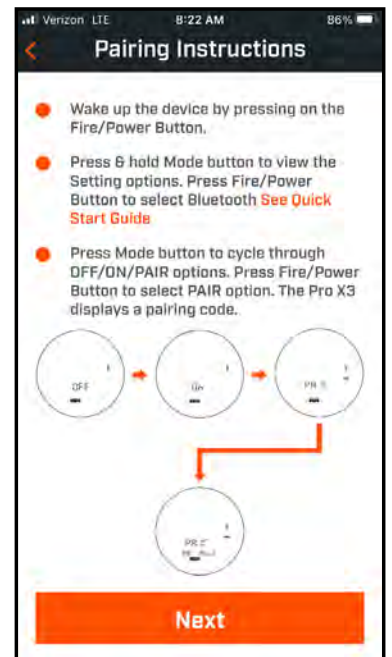 Verizon LTE 8:22 AM 86%
Pairing Instructions
Wake up the device by pressing on the
Fire/Power Button.
Press & hold Mode button to view the
Setting options. Press Fire/Power
Button to select Bluetooth See Quick
Start Guide
Press Mode button to cycle through
OFF/ON/PAIR options. Press Fire/Power
Button to select PAIR option. The Pro X3
displays a pairing code.
OFF
On
Next